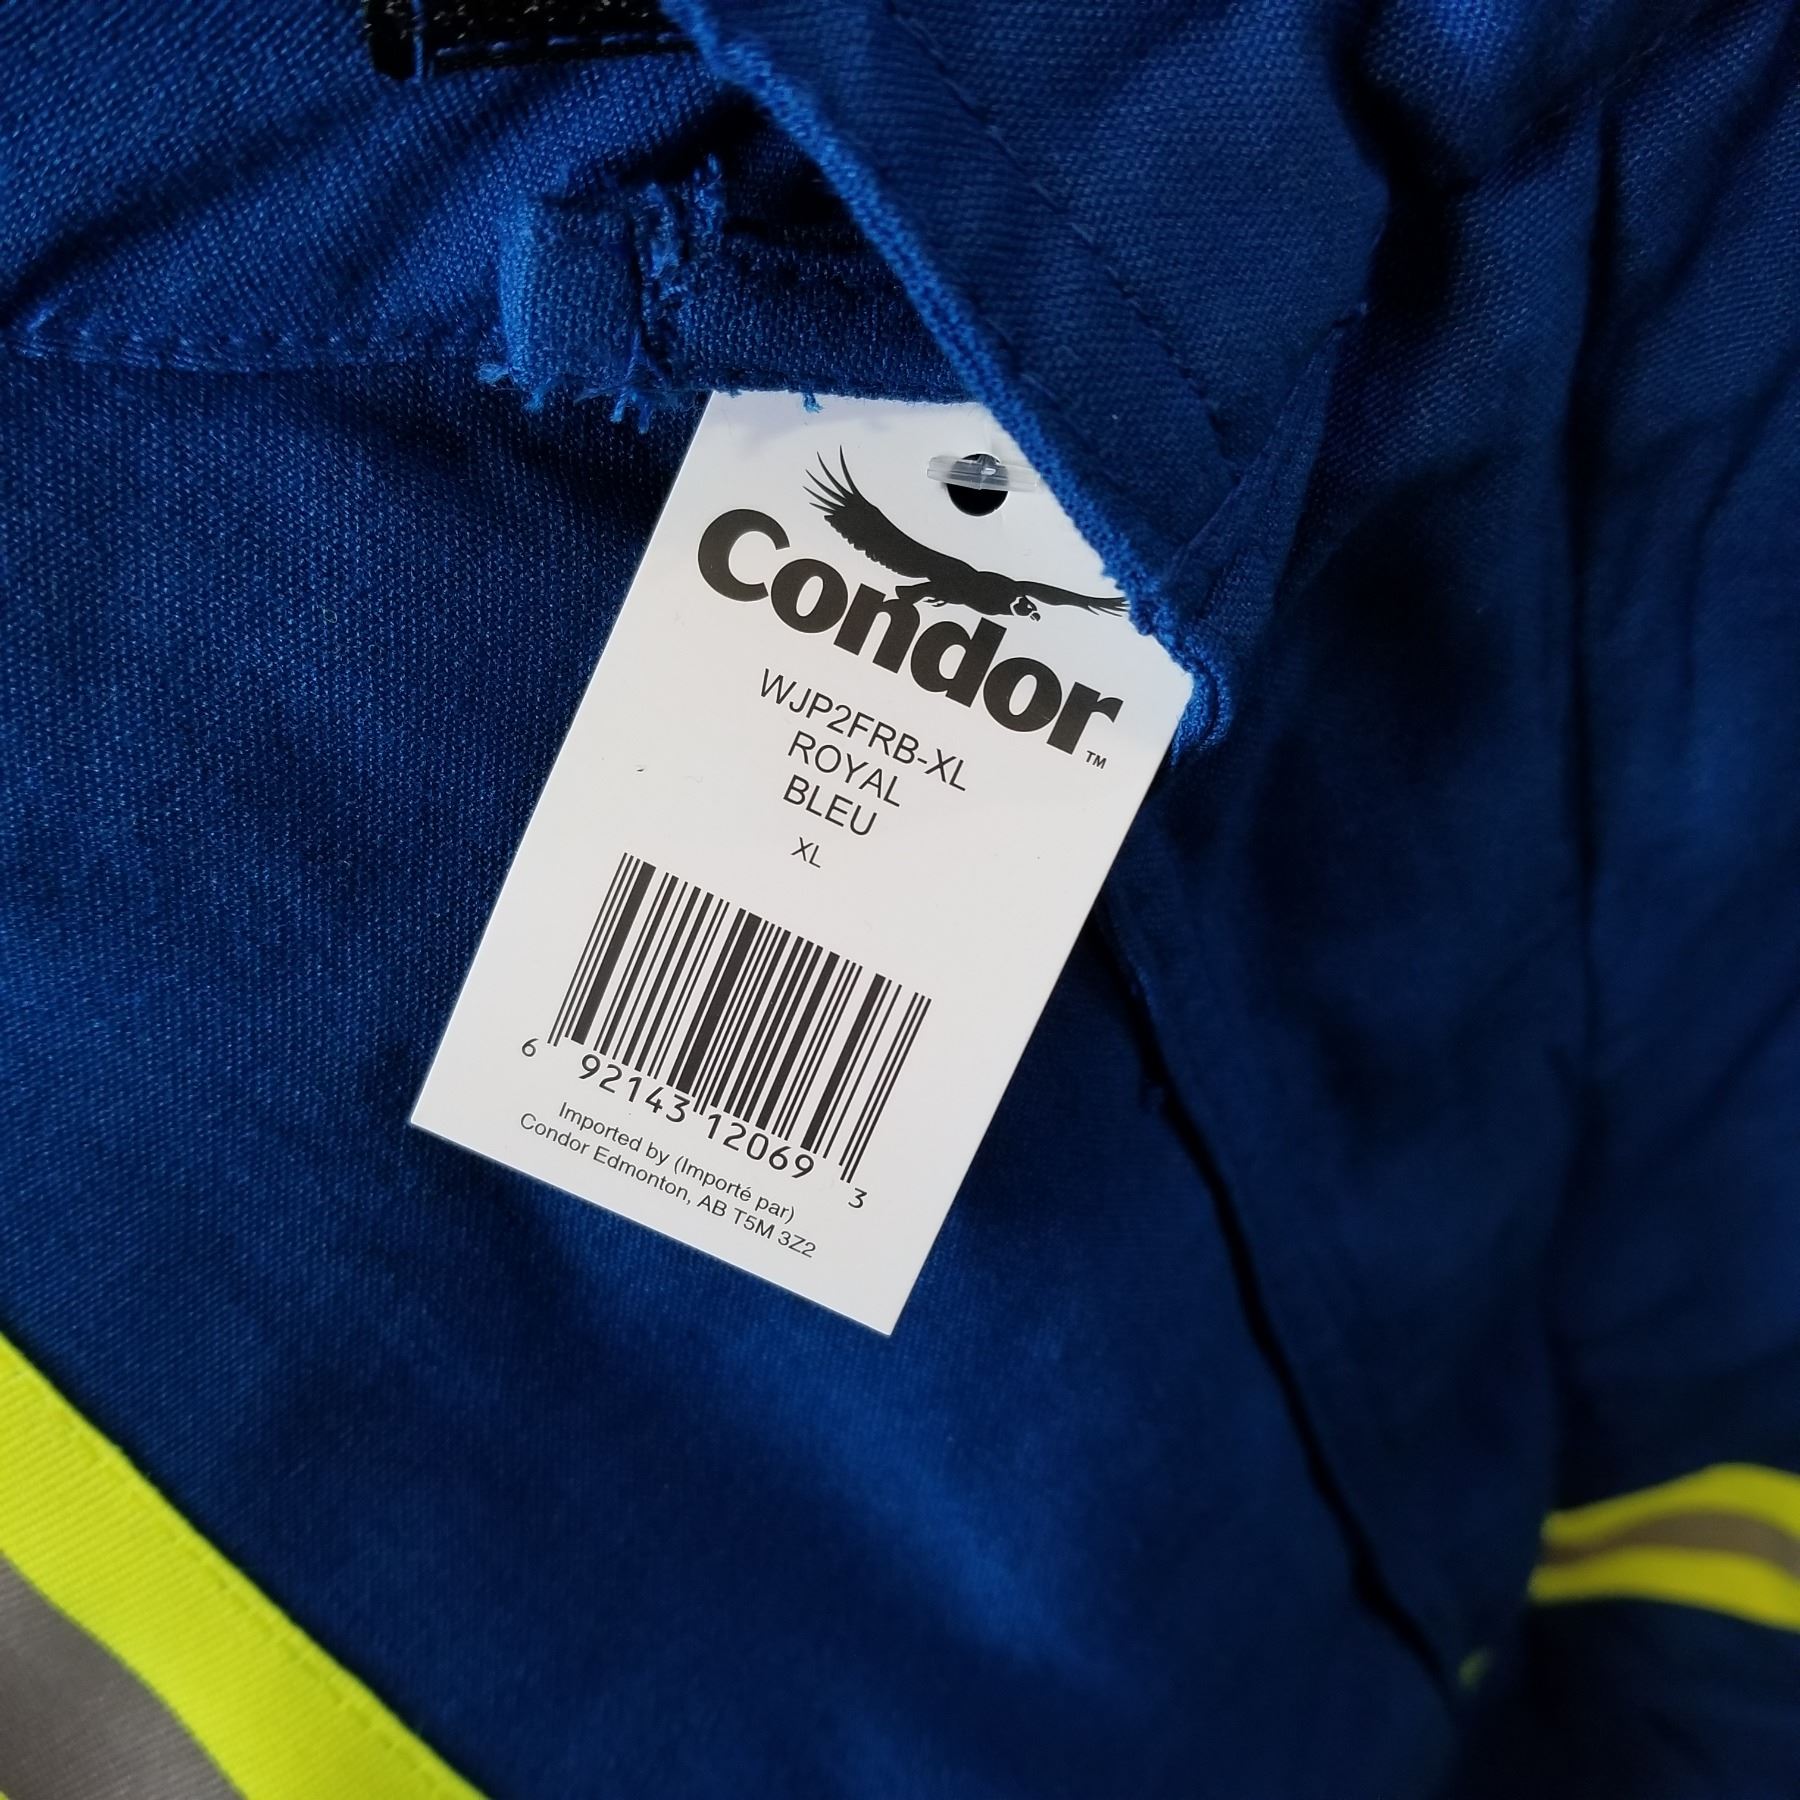 Condor™
WJP2FRB-XL
ROYAL
BLEU
XL
6 92143 12069 3
Imported by (Importé par)
Condor Edmonton, AB T5M 3Z2